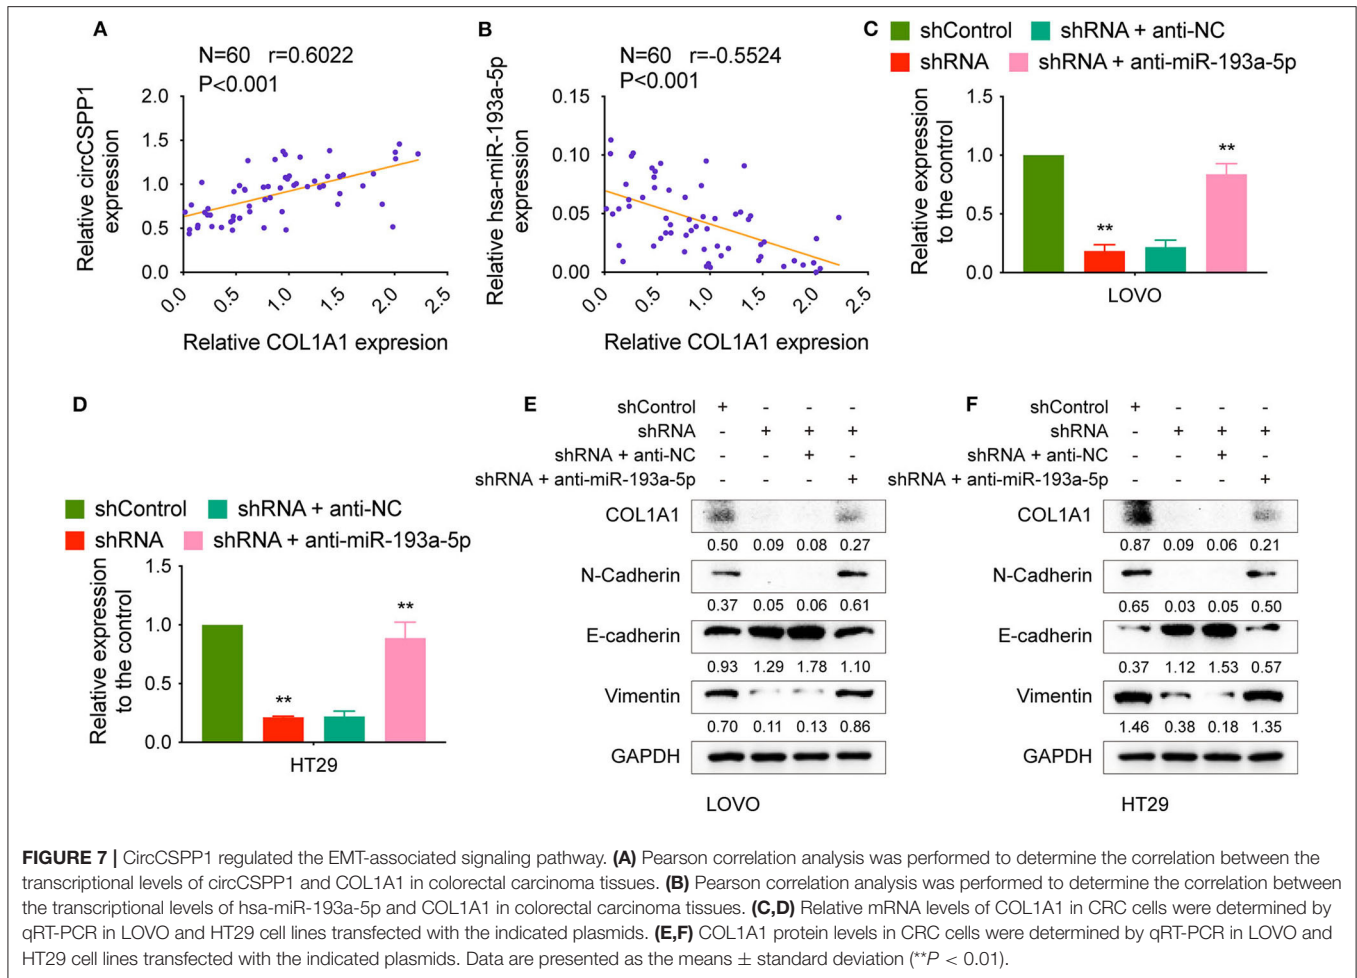 A
N=60 r=0.6022
P<0.001
Relative circCSPP1
expression
2.0
1.5
1.0
0.5
0.0
0.0 0.5 1.0 1.5 2.0 2.5
Relative COL1A1 expresion
B
N=60 r=-0.5524
P<0.001
Relative hsa-miR-193a-5p
expression
0.15
0.10
0.05
0.00
0.0 0.5 1.0 1.5 2.0 2.5
Relative COL1A1 expresion
C
shControl shRNA + anti-NC
shRNA shRNA + anti-miR-193a-5p
Relative expression
to the control
1.5
1.0
0.5
0.0
** **
LOVO
D
shControl shRNA + anti-NC
shRNA shRNA + anti-miR-193a-5p
Relative expression
to the control
1.5
1.0
0.5
0.0
** **
HT29
E
shControl + - - -
shRNA - + + +
shRNA + anti-NC - - + -
shRNA + anti-miR-193a-5p - - - +
COL1A1
0.50 0.09 0.08 0.27
N-Cadherin
0.37 0.05 0.06 0.61
E-cadherin
0.93 1.29 1.78 1.10
Vimentin
0.70 0.11 0.13 0.86
GAPDH
LOVO
F
shControl + - - -
shRNA - + + +
shRNA + anti-NC - - + -
shRNA + anti-miR-193a-5p - - - +
COL1A1
0.87 0.09 0.06 0.21
N-Cadherin
0.65 0.03 0.05 0.50
E-cadherin
0.37 1.12 1.53 0.57
Vimentin
1.46 0.38 0.18 1.35
GAPDH
HT29
FIGURE 7 | CircCSPP1 regulated the EMT-associated signaling pathway. (A) Pearson correlation analysis was performed to determine the correlation between the
transcriptional levels of circCSPP1 and COL1A1 in colorectal carcinoma tissues. (B) Pearson correlation analysis was performed to determine the correlation between
the transcriptional levels of hsa-miR-193a-5p and COL1A1 in colorectal carcinoma tissues. (C,D) Relative mRNA levels of COL1A1 in CRC cells were determined by
qRT-PCR in LOVO and HT29 cell lines transfected with the indicated plasmids. (E,F) COL1A1 protein levels in CRC cells were determined by qRT-PCR in LOVO and
HT29 cell lines transfected with the indicated plasmids. Data are presented as the means ± standard deviation (**P < 0.01).